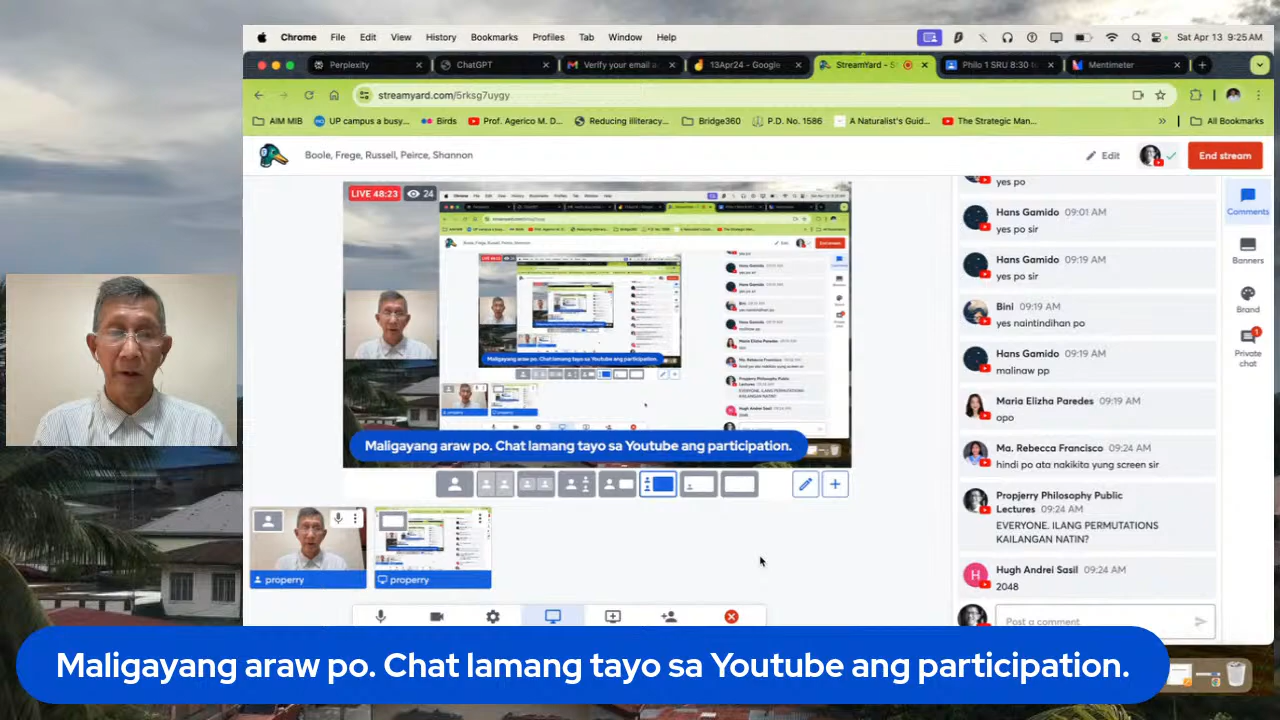 Chrome File Edit View History Bookmarks Profiles Tab Window Help Sat Apr 13 9:25 AM
Perplexity ChatGPT Verify your email a 13Apr24 - Google StreamYard - S Philo 1 SRU 8:30 t Mentimeter
streamyard.com/5rksg7uygy
AIM MIB UP campus a busy... Birds Prof. Agerico M. D... Reducing illiteracy... Bridge360 P.D. No. 1586 A Naturalist's Guid... The Strategic Man... All Bookmarks
Boole, Frege, Russell, Peirce, Shannon Edit End stream
LIVE 48:23 24
Maligayang araw po. Chat lamang tayo sa Youtube ang participation.
properry properry
yes po
Hans Gamido 09:01 AM
yes po sir
Hans Gamido 09:19 AM
yes po sir
Bini 09:19 AM
yes naintindihan po
Hans Gamido 09:19 AM
malinaw pp
Maria Elizha Paredes 09:19 AM
opo
Ma. Rebecca Francisco 09:24 AM
hindi po ata nakikita yung screen sir
Propjerry Philosophy Public
Lectures 09:24 AM
EVERYONE. ILANG PERMUTATIONS
KAILANGAN NATIN?
Hugh Andrei Sasil 09:24 AM
2048
Post a comment
Comments
Banners
Brand
1
Private
chat
Maligayang araw po. Chat lamang tayo sa Youtube ang participation.